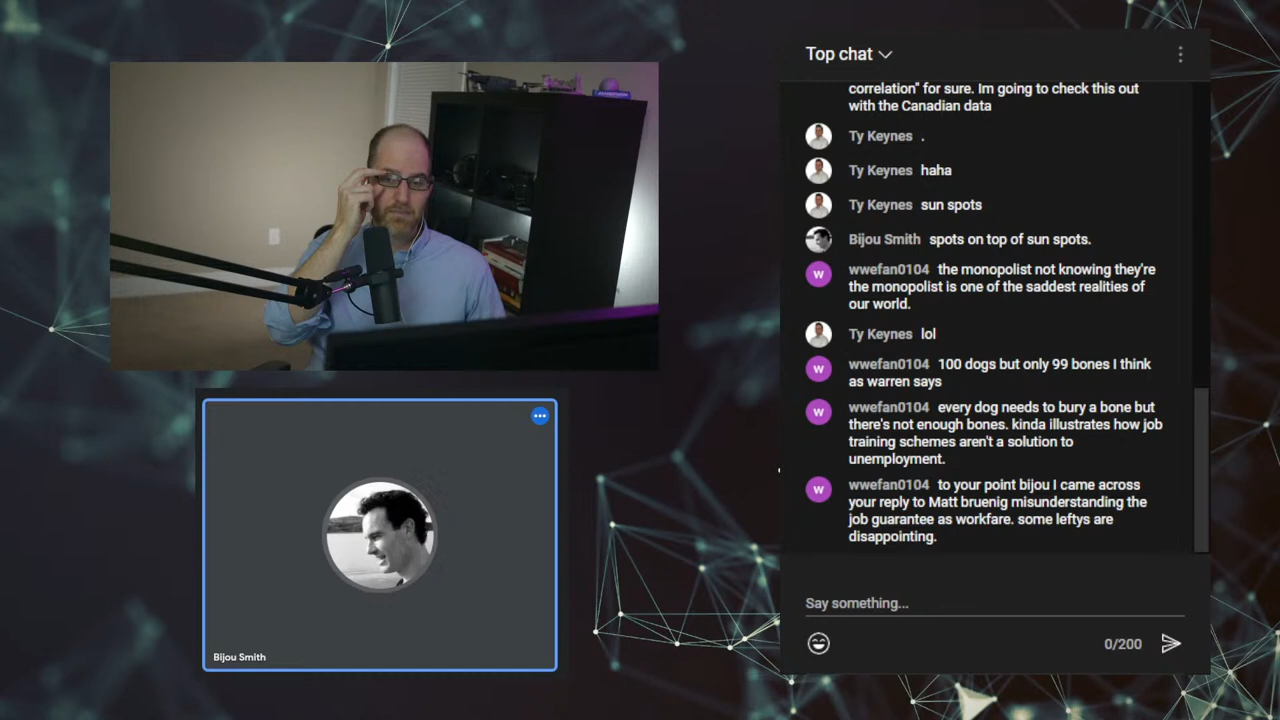 Top chat
correlation" for sure. Im going to check this out
with the Canadian data
Ty Keynes .
Ty Keynes haha
Ty Keynes sun spots
Bijou Smith spots on top of sun spots.
W wwefan0104 the monopolist not knowing they're
the monopolist is one of the saddest realities of
our world.
Ty Keynes lol
W wwefan0104 100 dogs but only 99 bones I think
as warren says
W wwefan0104 every dog needs to bury a bone but
there's not enough bones. kinda illustrates how job
training schemes aren't a solution to
unemployment.
W wwefan0104 to your point bijou I came across
your reply to Matt bruenig misunderstanding the
job guarantee as workfare. some leftys are
disappointing.
Say something...
0/200
Bijou Smith